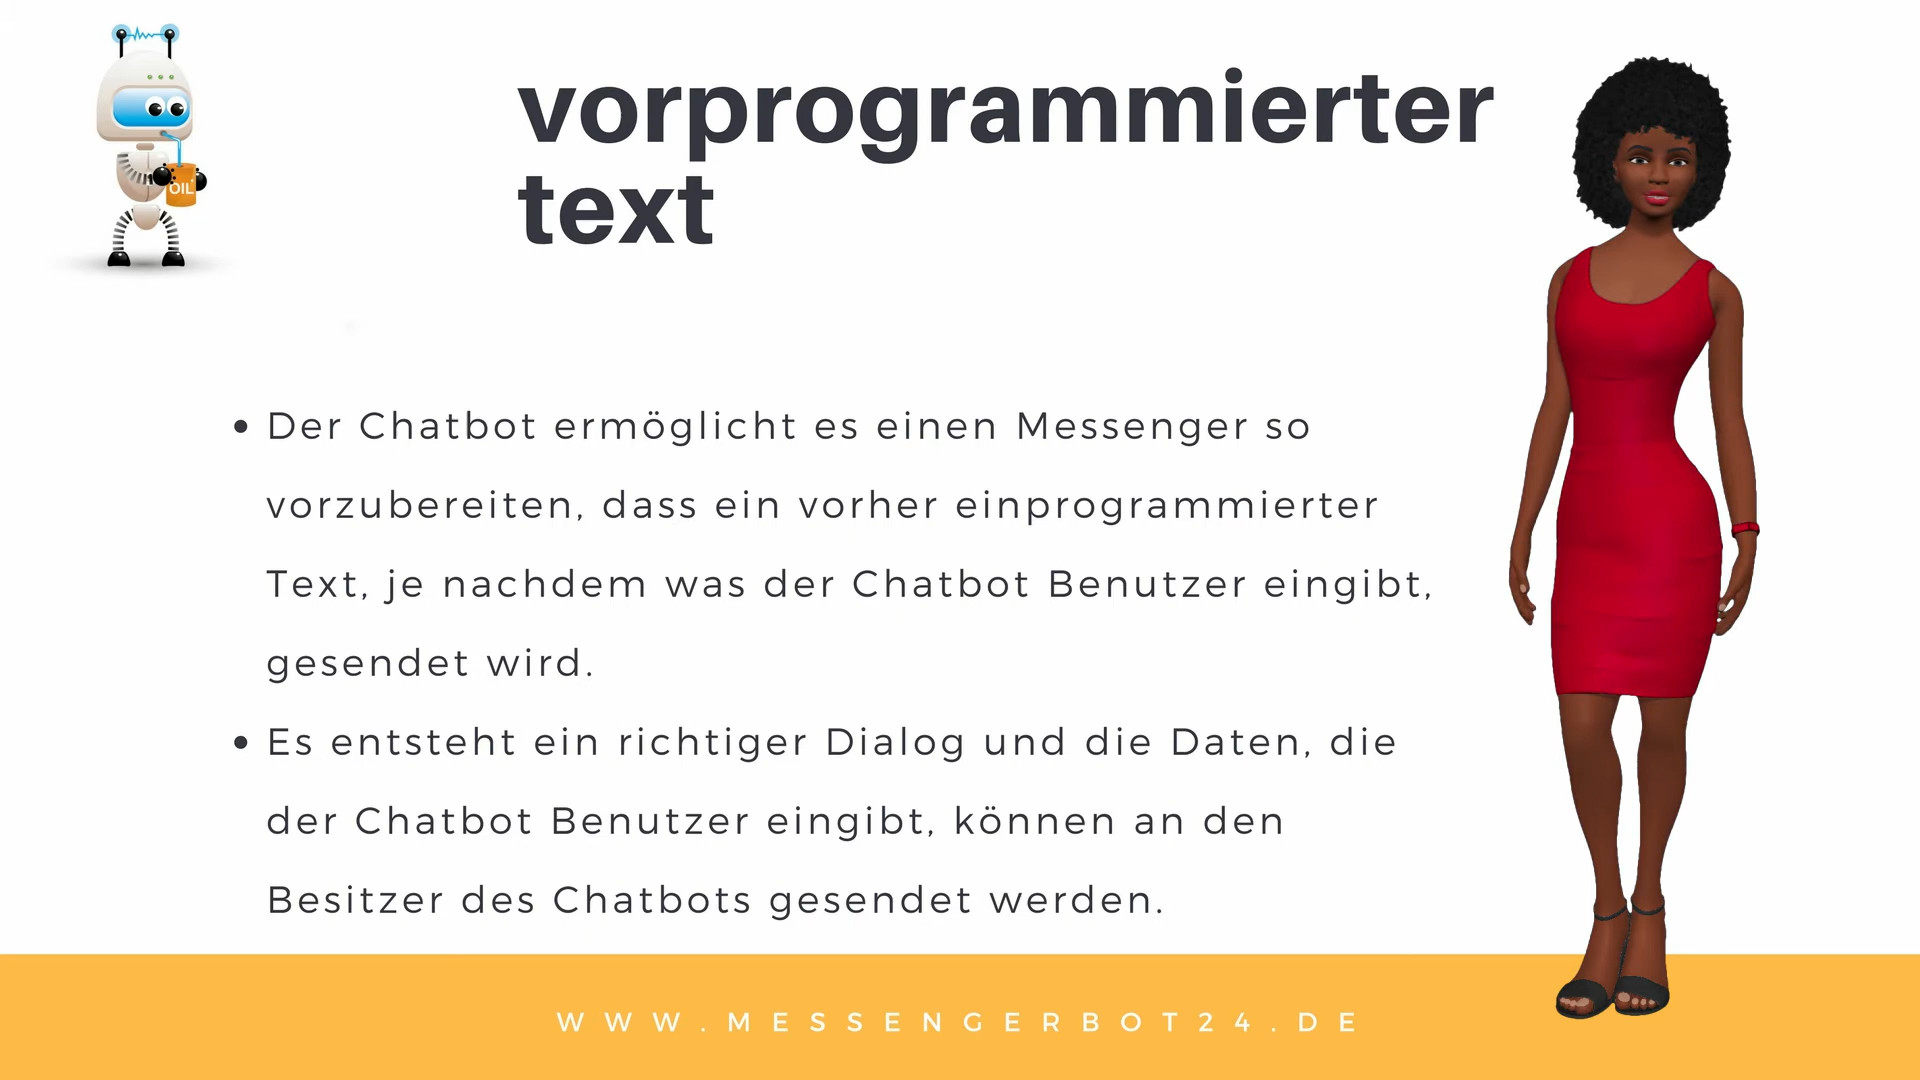 OIL
vorprogrammierter
text
• Der Chatbot ermöglicht es einen Messenger so
vorzubereiten, dass ein vorher einprogrammierter
Text, je nachdem was der Chatbot Benutzer eingibt,
gesendet wird.
• Es entsteht ein richtiger Dialog und die Daten, die
der Chatbot Benutzer eingibt, können an den
Besitzer des Chatbots gesendet werden.
WWW.MESSENGERBOT24.DE